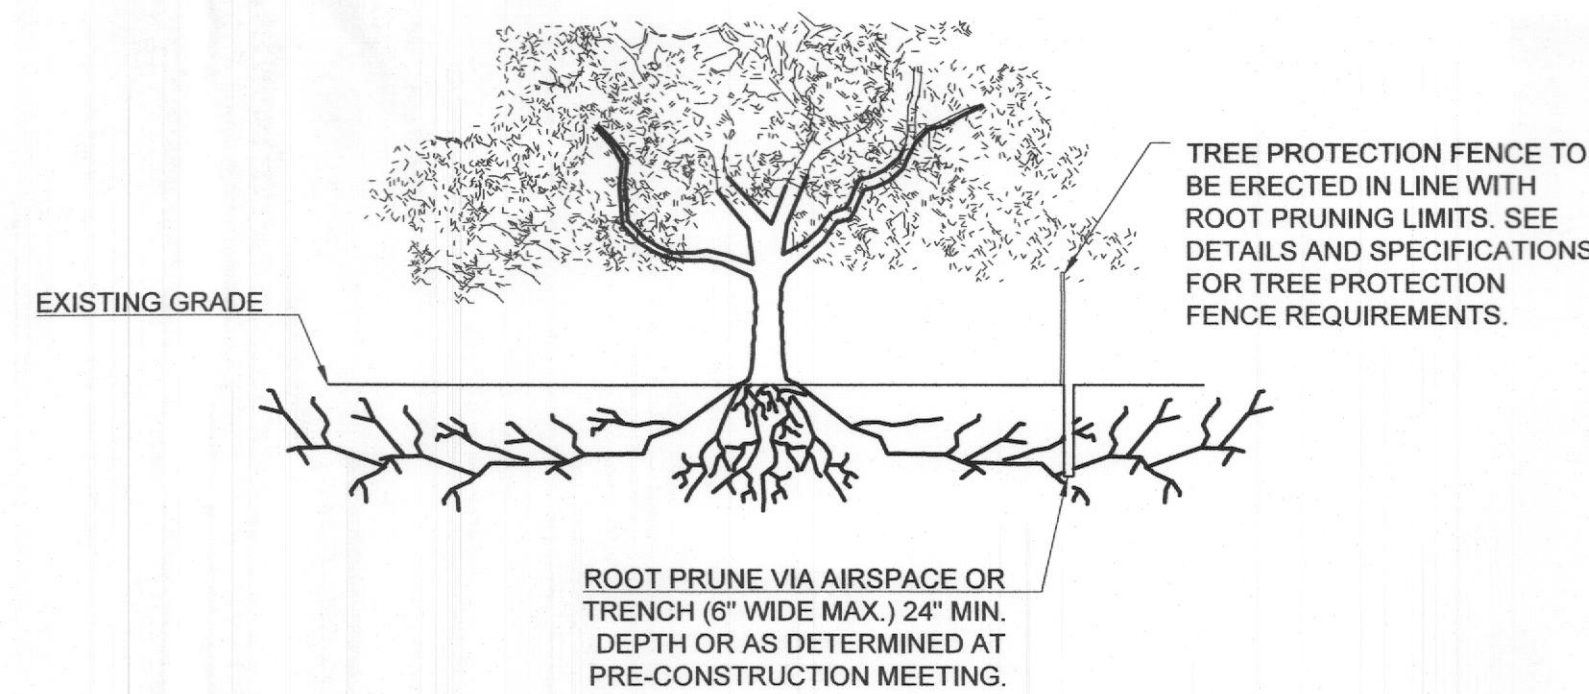 TREE PROTECTION FENCE TO
BE ERECTED IN LINE WITH
ROOT PRUNING LIMITS. SEE
DETAILS AND SPECIFICATIONS
FOR TREE PROTECTION
FENCE REQUIREMENTS.
EXISTING GRADE
ROOT PRUNE VIA AIRSPACE OR
TRENCH (6" WIDE MAX.) 24" MIN.
DEPTH OR AS DETERMINED AT
PRE-CONSTRUCTION MEETING.